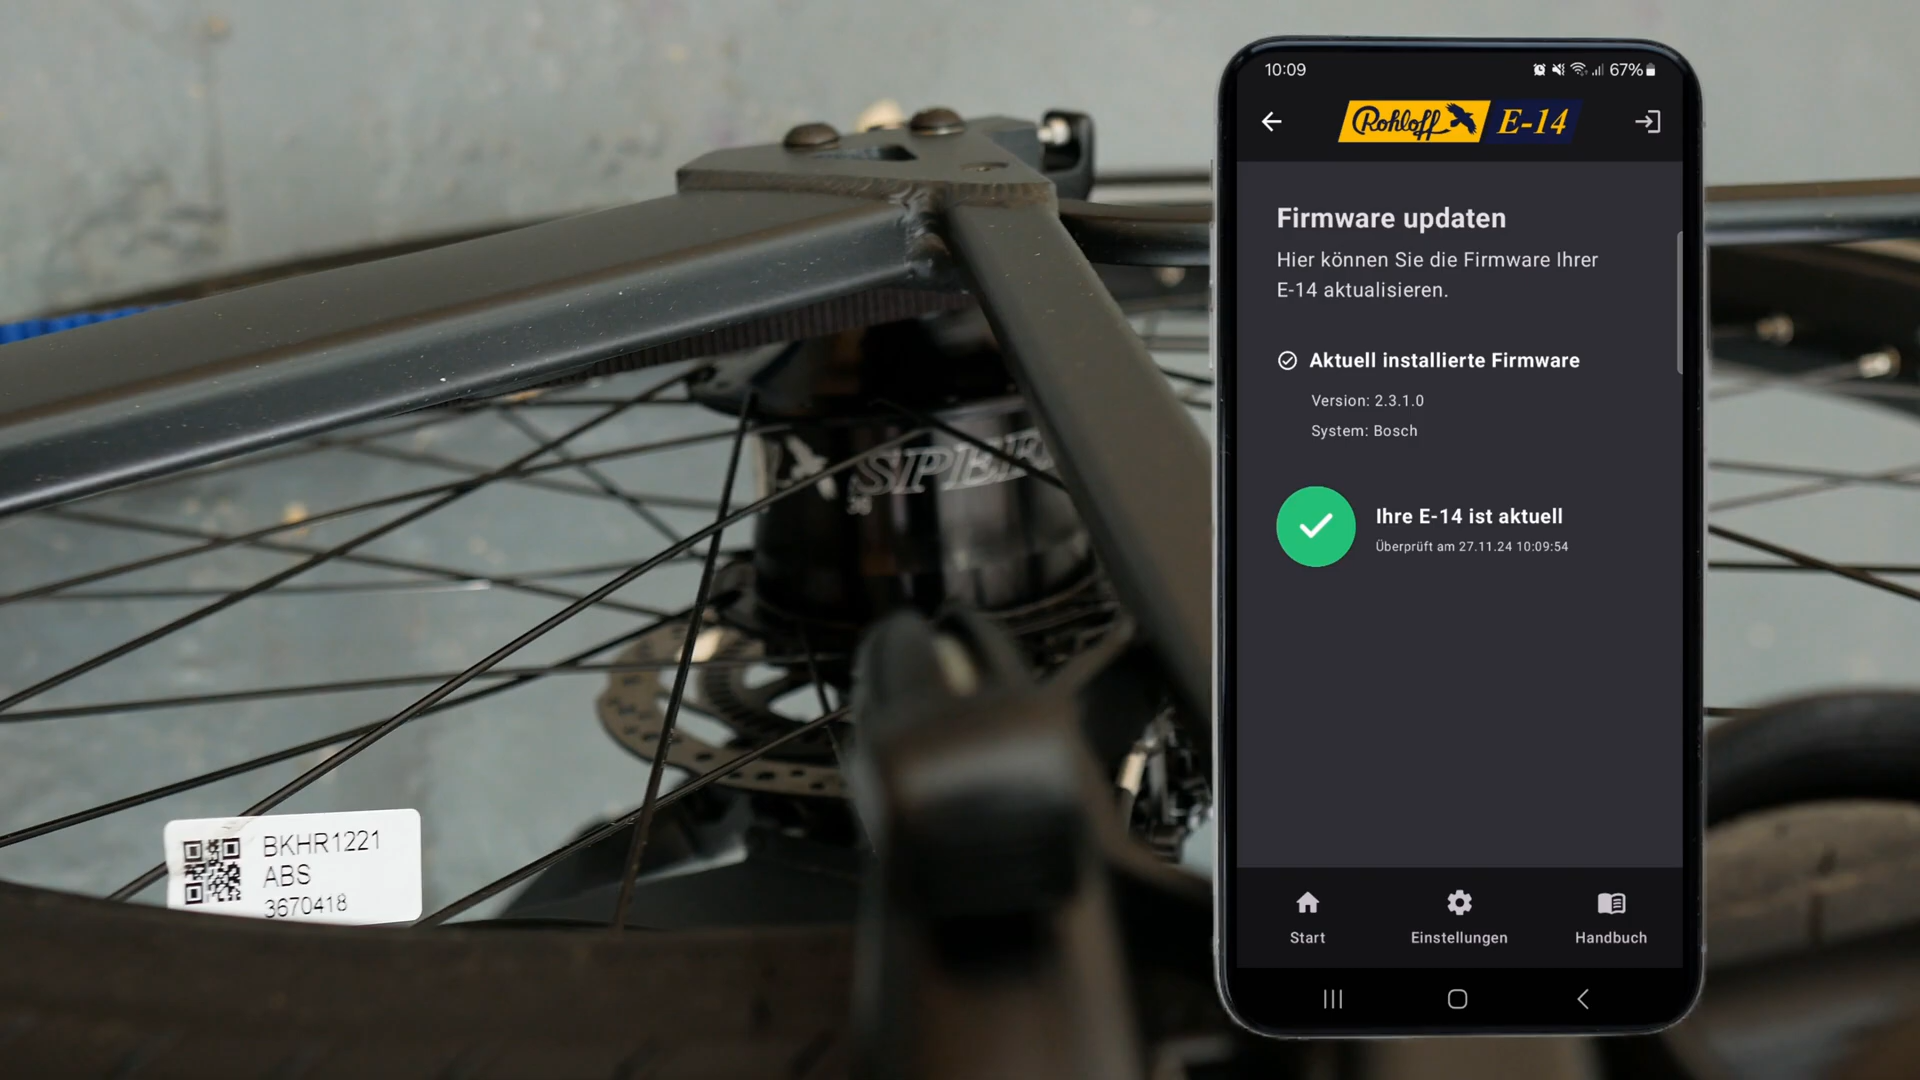 10:09
67%
Rohloff E-14
Firmware updaten
Hier können Sie die Firmware Ihrer
E-14 aktualisieren.
Aktuell installierte Firmware
Version: 2.3.1.0
System: Bosch
Ihre E-14 ist aktuell
Überprüft am 27.11.24 10:09:54
Start
Einstellungen
Handbuch
BKHR1221
ABS
3670418